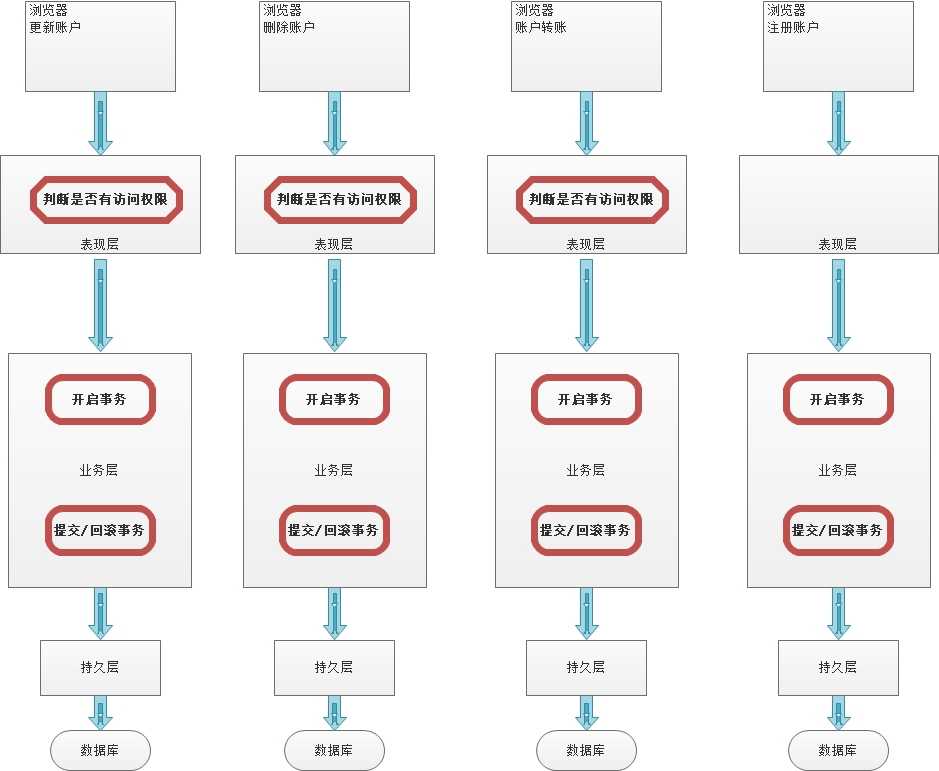 浏览器
更新账户
浏览器
删除账户
浏览器
账户转账
浏览器
注册账户
判断是否有访问权限
判断是否有访问权限
判断是否有访问权限
表现层
表现层
表现层
表现层
开启事务
开启事务
开启事务
开启事务
业务层
业务层
业务层
业务层
提交/回滚事务
提交/回滚事务
提交/回滚事务
提交/回滚事务
持久层
持久层
持久层
持久层
数据库
数据库
数据库
数据库